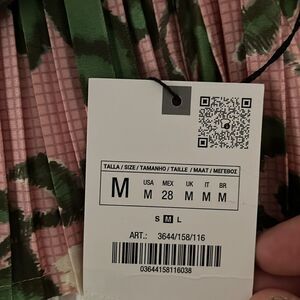 TALLA / SIZE / TAMANHO / TAILLE / MAAT / ΜΕΓΕΘΟΣ
M
USA MEX UK IT BR
M 28 M M M
S M L
ART.: 3644/158/116
03644158116038